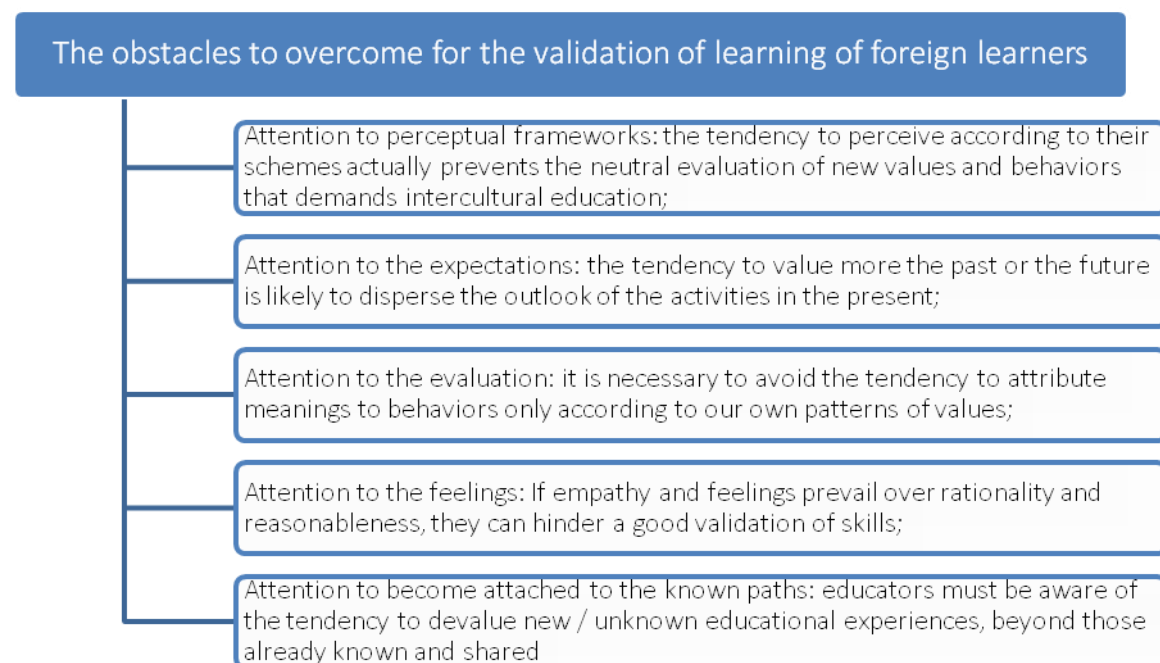 The obstacles to overcome for the validation of learning of foreign learners
Attention to perceptual frameworks: the tendency to perceive according to their
schemes actually prevents the neutral evaluation of new values and behaviors
that demands intercultural education;
Attention to the expectations: the tendency to value more the past or the future
is likely to disperse the outlook of the activities in the present;
Attention to the evaluation: it is necessary to avoid the tendency to attribute
meanings to behaviors only according to our own patterns of values;
Attention to the feelings: If empathy and feelings prevail over rationality and
reasonableness, they can hinder a good validation of skills;
Attention to become attached to the known paths: educators must be aware of
the tendency to devalue new / unknown educational experiences, beyond those
already known and shared